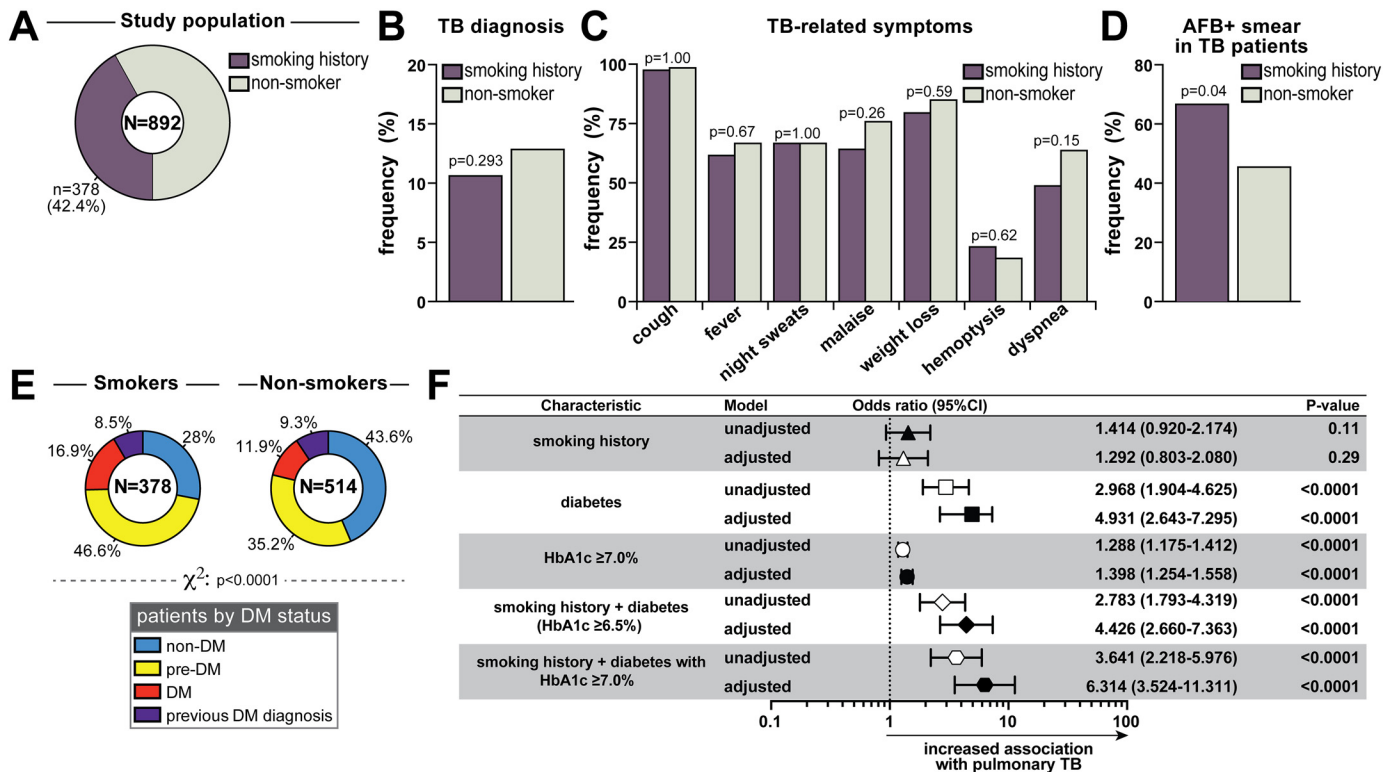 A
Study population
smoking history
non-smoker
N=892
n=378
(42.4%)
B
TB diagnosis
frequency (%)
20
15
10
5
0
smoking history
non-smoker
p=0.293
C
TB-related symptoms
frequency (%)
100
75
50
25
0
smoking history
non-smoker
p=1.00
p=0.67
p=1.00
p=0.26
p=0.59
p=0.62
p=0.15
cough
fever
night sweats
malaise
weight loss
hemoptysis
dyspnea
D
AFB+ smear
in TB patients
frequency (%)
80
60
40
20
0
smoking history
non-smoker
p=0.04
E
Smokers
8.5%
28%
16.9%
N=378
46.6%
Non-smokers
9.3%
43.6%
11.9%
N=514
35.2%
χ²: p<0.0001
patients by DM status
non-DM
pre-DM
DM
previous DM diagnosis
F
Characteristic Model Odds ratio (95%CI) P-value
smoking history
unadjusted 1.414 (0.920-2.174) 0.11
adjusted 1.292 (0.803-2.080) 0.29
diabetes
unadjusted 2.968 (1.904-4.625) <0.0001
adjusted 4.931 (2.643-7.295) <0.0001
HbA1c ≥7.0%
unadjusted 1.288 (1.175-1.412) <0.0001
adjusted 1.398 (1.254-1.558) <0.0001
smoking history + diabetes
(HbA1c ≥6.5%)
unadjusted 2.783 (1.793-4.319) <0.0001
adjusted 4.426 (2.660-7.363) <0.0001
smoking history + diabetes with
HbA1c ≥7.0%
unadjusted 3.641 (2.218-5.976) <0.0001
adjusted 6.314 (3.524-11.311) <0.0001
0.1 1 10 100
increased association
with pulmonary TB